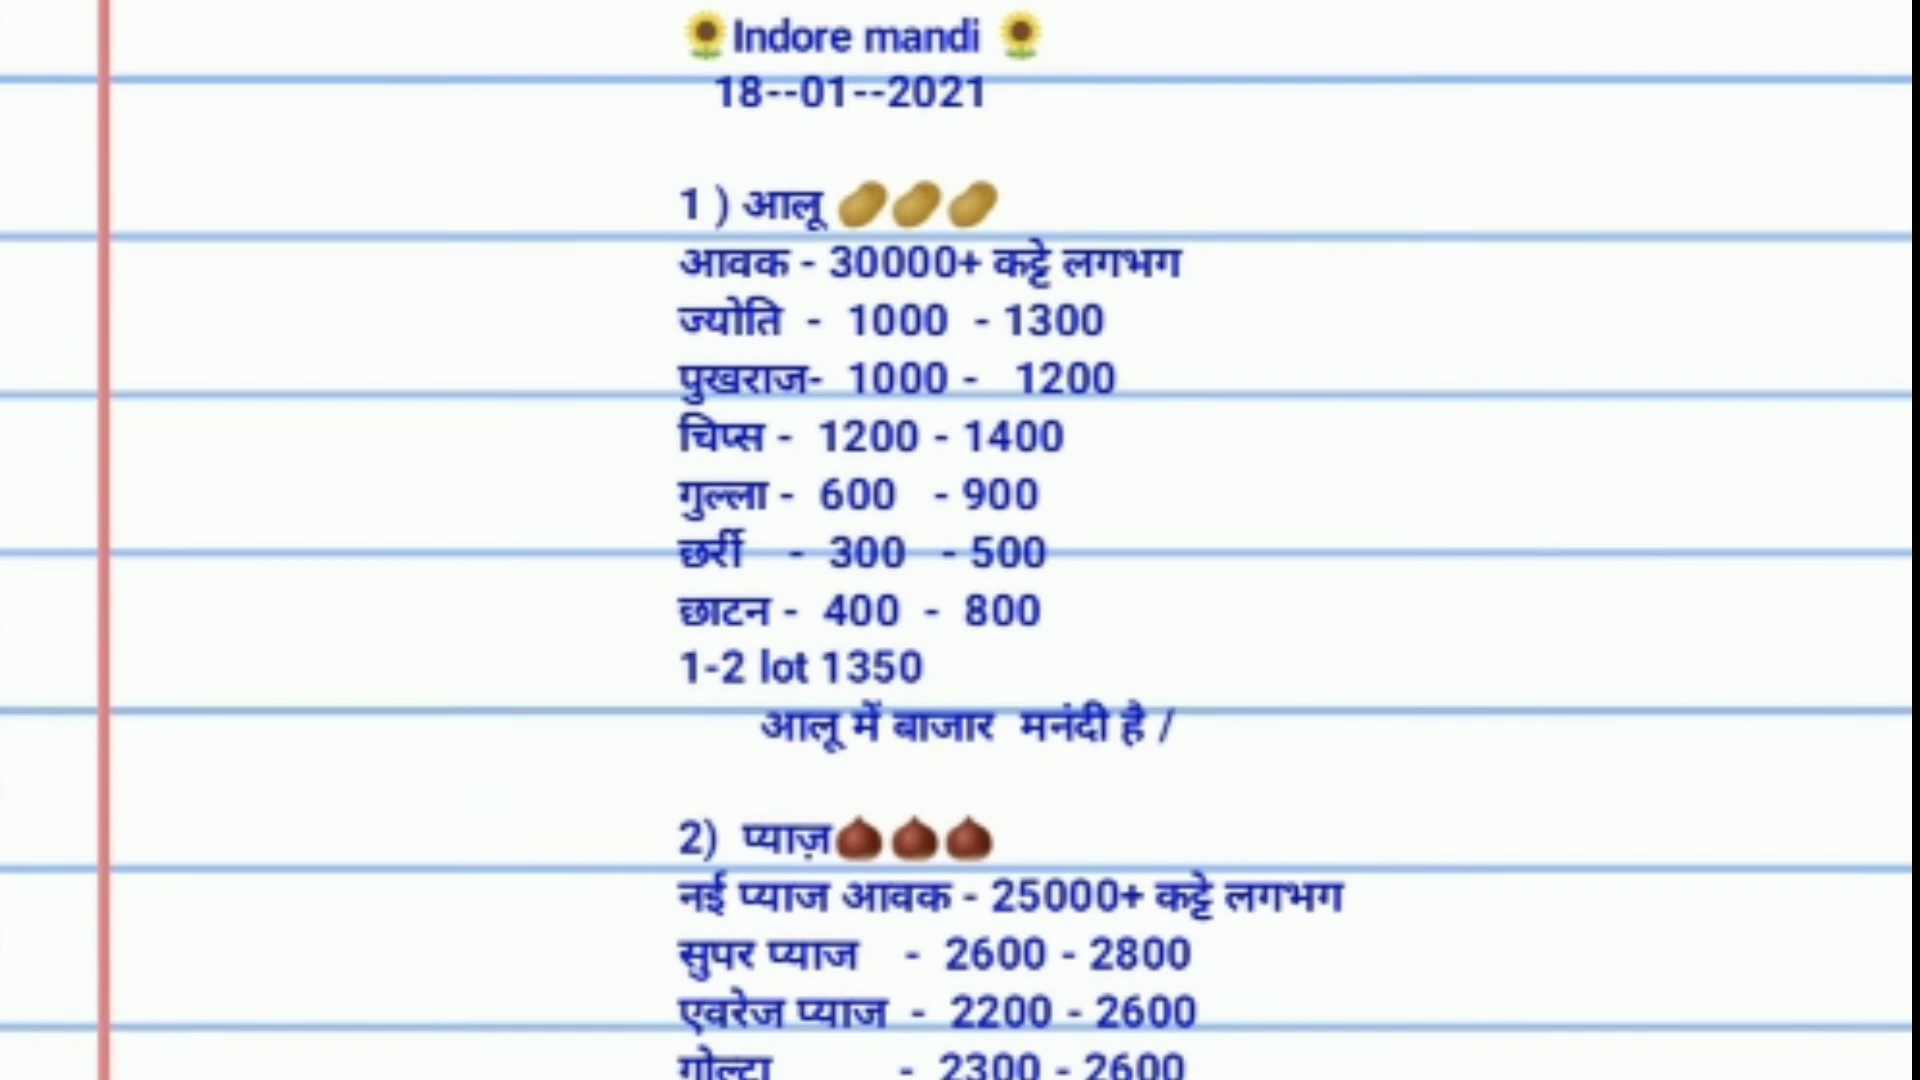 🌻Indore mandi 🌻
18--01--2021
1 ) आलू 🥔🥔🥔
आवक - 30000+ कट्टे लगभग
ज्योति - 1000 - 1300
पुखराज- 1000 - 1200
चिप्स - 1200 - 1400
गुल्ला - 600 - 900
छर्री - 300 - 500
छाटन - 400 - 800
1-2 lot 1350
आलू में बाजार मनंदी है /
2) प्याज़🌰🌰🌰
नई प्याज आवक - 25000+ कट्टे लगभग
सुपर प्याज - 2600 - 2800
एवरेज प्याज - 2200 - 2600
गोल्टा - 2300 - 2600